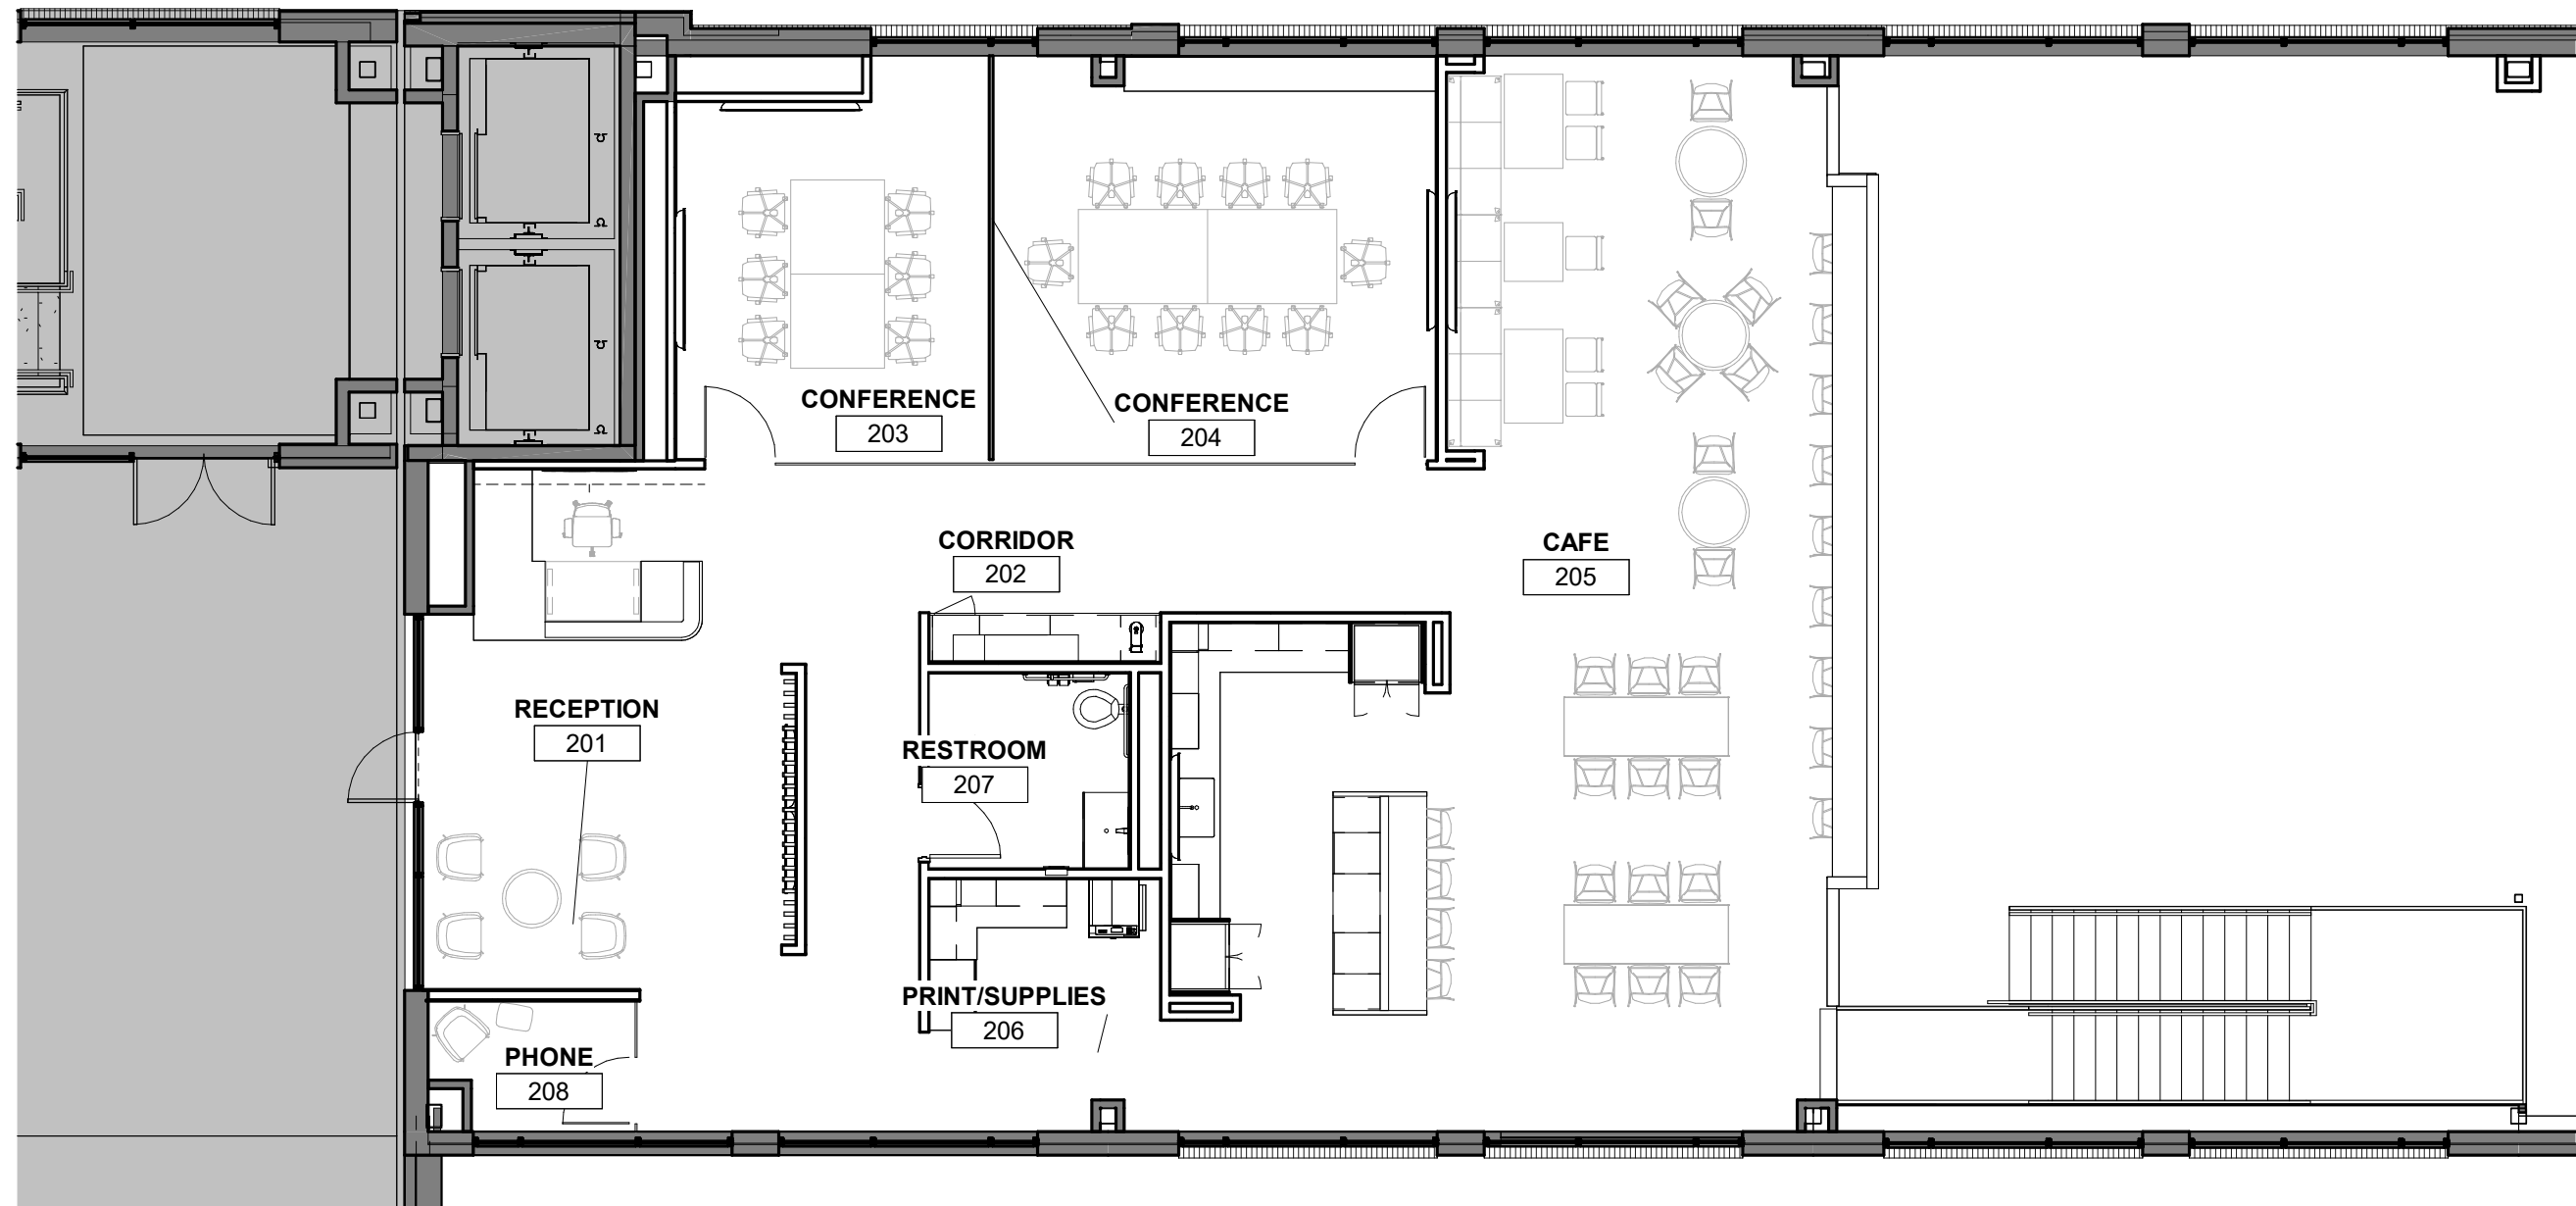 CONFERENCE
203
CONFERENCE
204
CORRIDOR
202
CAFE
205
RECEPTION
201
RESTROOM
207
PRINT/SUPPLIES
206
PHONE
208